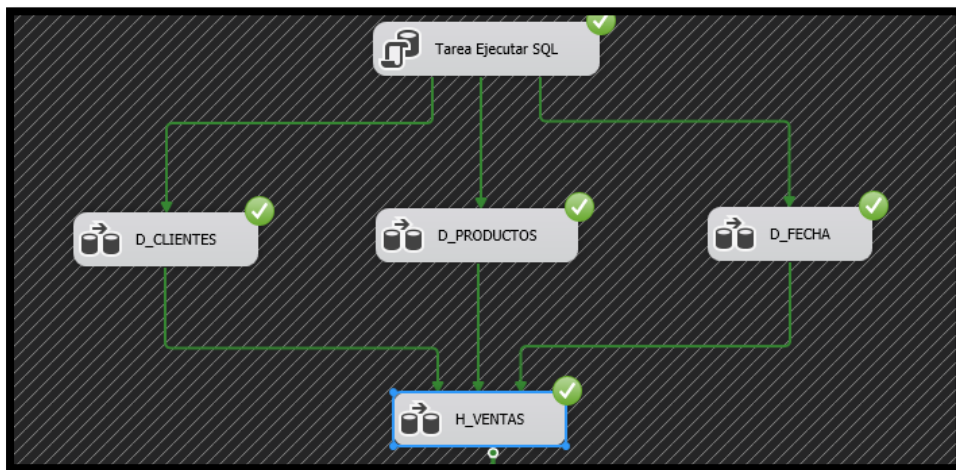 Tarea Ejecutar SQL
D_CLIENTES
D_PRODUCTOS
D_FECHA
H_VENTAS